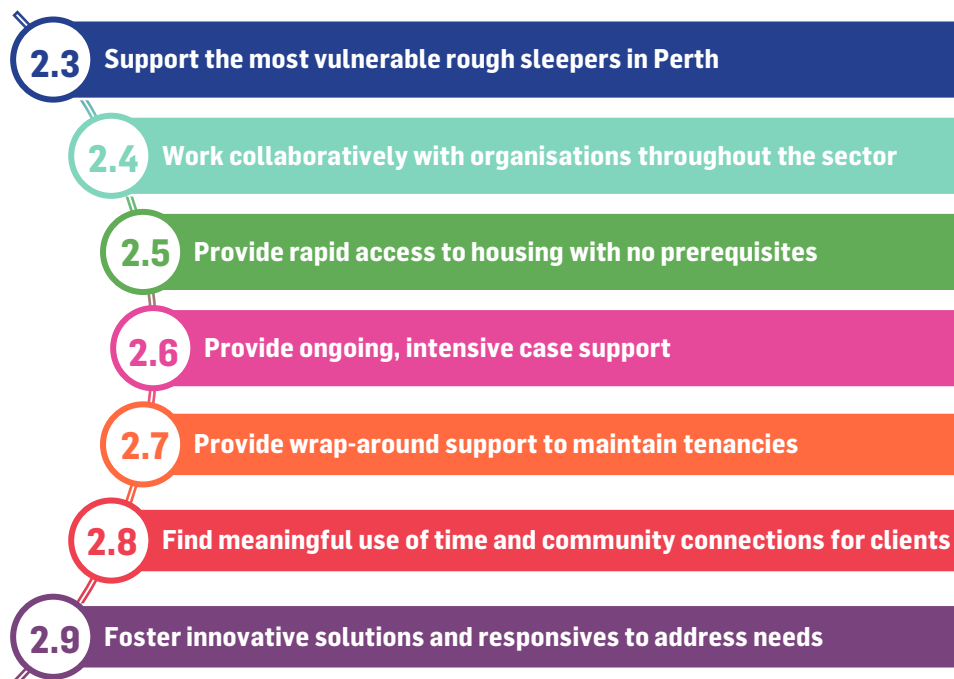 2.3 Support the most vulnerable rough sleepers in Perth
2.4 Work collaboratively with organisations throughout the sector
2.5 Provide rapid access to housing with no prerequisites
2.6 Provide ongoing, intensive case support
2.7 Provide wrap-around support to maintain tenancies
2.8 Find meaningful use of time and community connections for clients
2.9 Foster innovative solutions and responsives to address needs